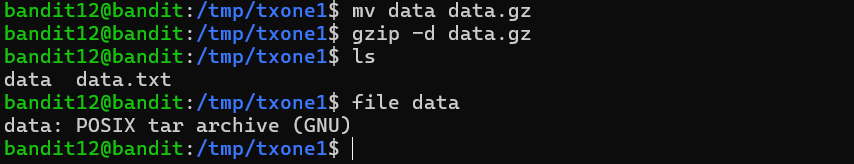 bandit12@bandit:/tmp/txone1$ mv data data.gz
bandit12@bandit:/tmp/txone1$ gzip -d data.gz
bandit12@bandit:/tmp/txone1$ ls
data  data.txt
bandit12@bandit:/tmp/txone1$ file data
data: POSIX tar archive (GNU)
bandit12@bandit:/tmp/txone1$